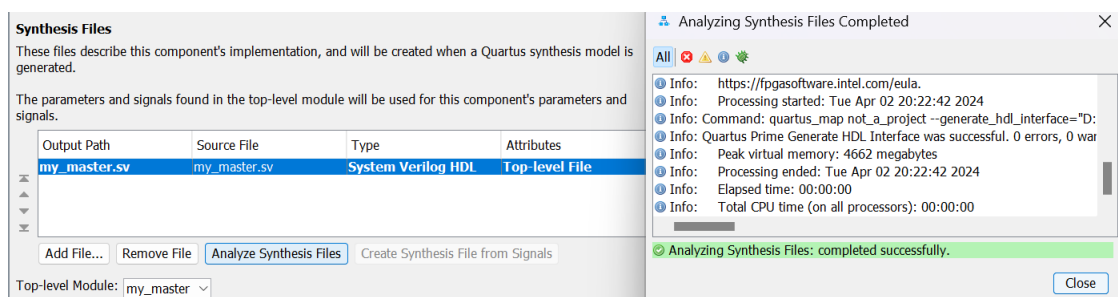 Synthesis Files
These files describe this component's implementation, and will be created when a Quartus synthesis model is
generated.
The parameters and signals found in the top-level module will be used for this component's parameters and
signals.
Output Path Source File Type Attributes
my_master.sv my_master.sv System Verilog HDL Top-level File
Add File... Remove File Analyze Synthesis Files Create Synthesis File from Signals
Top-level Module: my_master
Analyzing Synthesis Files Completed
All
Info: https://fpgasoftware.intel.com/eula.
Info: Processing started: Tue Apr 02 20:22:42 2024
Info: Command: quartus_map not_a_project --generate_hdl_interface="D:
Info: Quartus Prime Generate HDL Interface was successful. 0 errors, 0 war
Info: Peak virtual memory: 4662 megabytes
Info: Processing ended: Tue Apr 02 20:22:42 2024
Info: Elapsed time: 00:00:00
Info: Total CPU time (on all processors): 00:00:00
Analyzing Synthesis Files: completed successfully.
Close